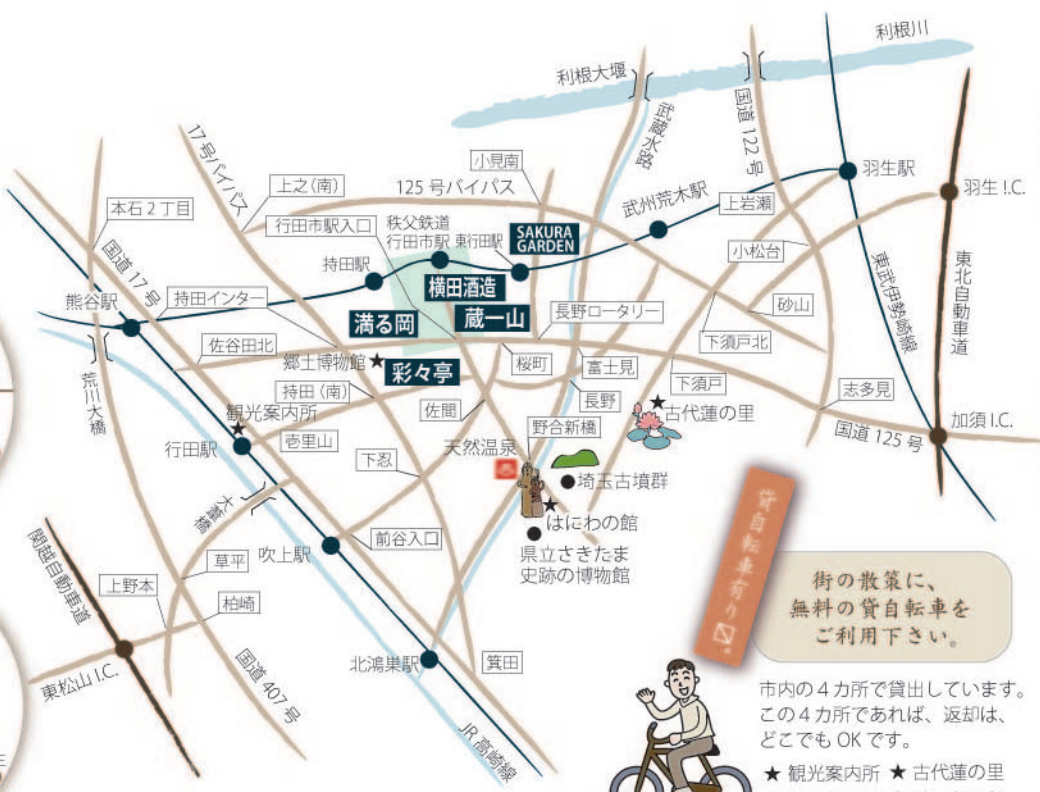 利根川
利根大堰
国道122号
武蔵水路
17号バイパス
小見南
125号バイパス
上之(南)
羽生駅
武州荒木駅
上岩瀬
羽生I.C.
本石2丁目
行田市駅入口
秩父鉄道
行田市駅
東行田駅
SAKURA
GARDEN
小松台
東北自動車道
東武伊勢崎線
国道17号
持田駅
横田酒造
熊谷駅
持田インター
満る岡
蔵一山
長野ロータリー
砂山
佐谷田北
郷土博物館
彩々亭
桜町
富士見
下須戸北
下須戸
荒川大橋
持田(南)
佐間
長野
古代蓮の里
志多見
観光案内所
行田駅
壱里山
天然温泉
野合新橋
国道125号
加須I.C.
下忍
埼玉古墳群
大葦橋
はにわの館
関越自動車道
吹上駅
前谷入口
県立さきたま
史跡の博物館
草平
上野本
柏崎
東松山I.C.
国道407号
北鴻巣駅
箕田
JR高崎線
貸自転車有り〼。
街の散策に、
無料の貸自転車を
ご利用下さい。
市内の4カ所で貸出しています。
この4カ所であれば、返却は、
どこでもOKです。
★ 観光案内所 ★ 古代蓮の里